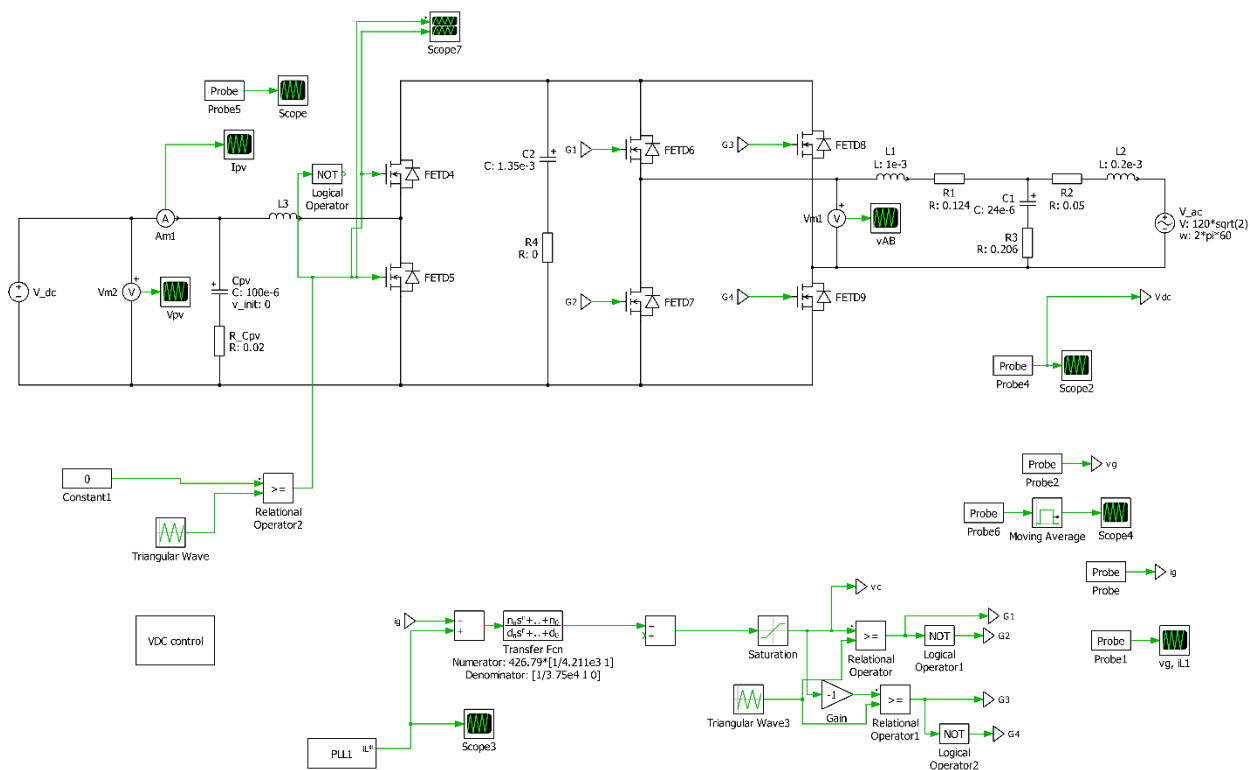 Scope7
Probe
Probe5
Scope
Ipv
NOT
Logical
Operator
FETD4
L3
A
Am1
V_dc
Vm2
V
Vpv
Cpv
C: 100e-6
v_init: 0
R_Cpv
R: 0.02
FETD5
C2
C: 1.35e-3
R4
R: 0
G1
FETD6
G2
FETD7
G3
FETD8
G4
FETD9
Vm1
V
vAB
L1
L: 1e-3
R1
R: 0.124
C1
C: 24e-6
R3
R: 0.206
R2
R: 0.05
L2
L: 0.2e-3
V_ac
V: 120*sqrt(2)
w: 2*pi*60
Vdc
Probe
Probe4
Scope2
0
Constant1
>=
Relational
Operator2
Triangular Wave
Probe
Probe2
vg
Probe
Probe6
Moving Average
Scope4
Probe
Probe
ig
Probe
Probe1
vg, iL1
VDC control
ig
Transfer Fcn
Numerator: 426.79*[1/4.211e3 1]
Denominator: [1/3.75e4 1 0]
nₙsⁿ+..+n₀
dₙsⁿ+..+d₀
Saturation
vc
>=
Relational
Operator
NOT
Logical
Operator1
G1
G2
Triangular Wave3
-1
Gain
>=
Relational
Operator1
G3
NOT
Logical
Operator2
G4
Scope3
PLL1
iL*